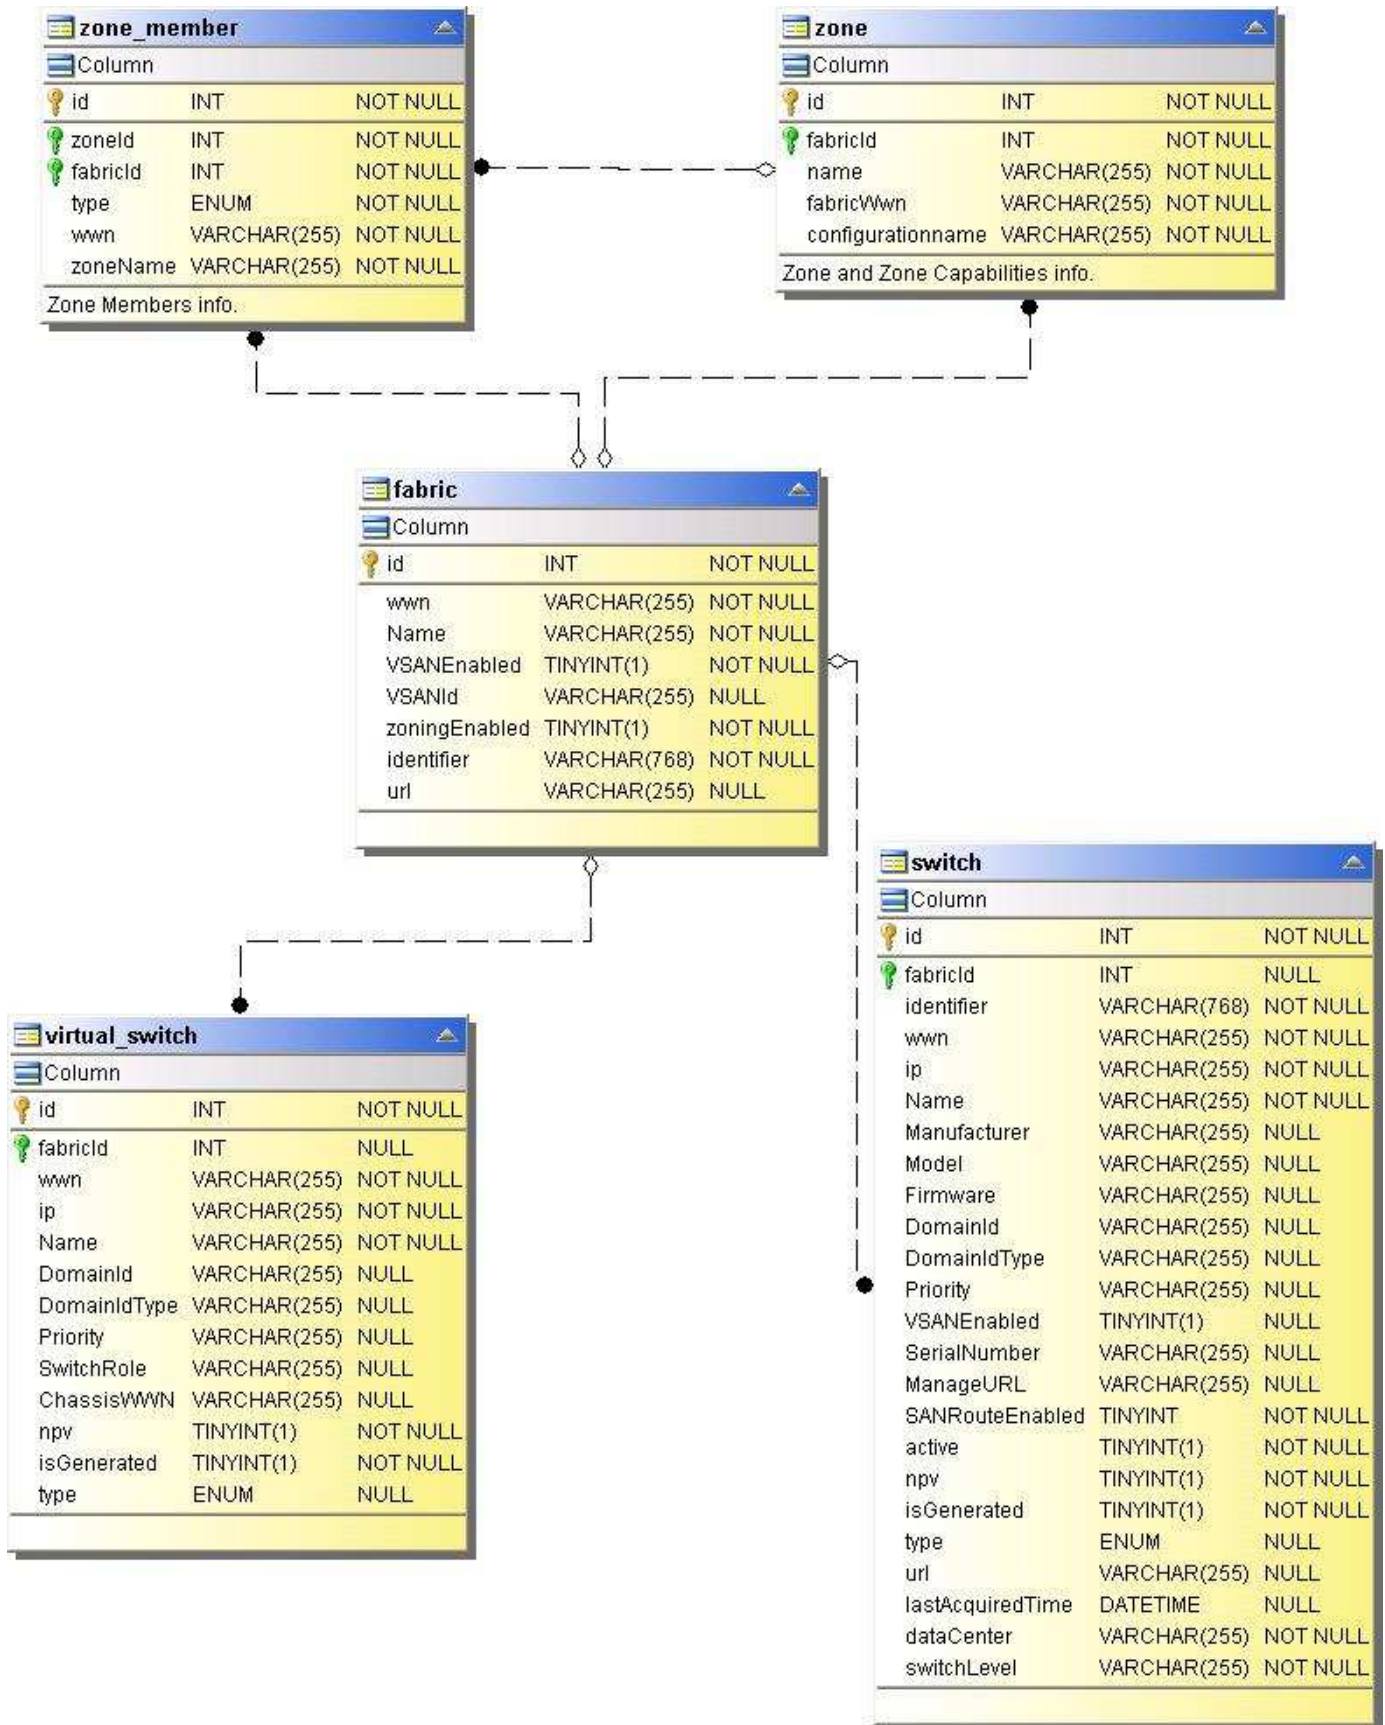 zone_member
Column
id INT NOT NULL
zoneId INT NOT NULL
fabricId INT NOT NULL
type ENUM NOT NULL
wwn VARCHAR(255) NOT NULL
zoneName VARCHAR(255) NOT NULL
Zone Members info.
zone
Column
id INT NOT NULL
fabricId INT NOT NULL
name VARCHAR(255) NOT NULL
fabricWwn VARCHAR(255) NOT NULL
configurationname VARCHAR(255) NOT NULL
Zone and Zone Capabilities info.
fabric
Column
id INT NOT NULL
wwn VARCHAR(255) NOT NULL
Name VARCHAR(255) NOT NULL
VSANEnabled TINYINT(1) NOT NULL
VSANId VARCHAR(255) NULL
zoningEnabled TINYINT(1) NOT NULL
identifier VARCHAR(768) NOT NULL
url VARCHAR(255) NULL
switch
Column
id INT NOT NULL
fabricId INT NULL
identifier VARCHAR(768) NOT NULL
wwn VARCHAR(255) NOT NULL
ip VARCHAR(255) NOT NULL
Name VARCHAR(255) NOT NULL
Manufacturer VARCHAR(255) NULL
Model VARCHAR(255) NULL
Firmware VARCHAR(255) NULL
DomainId VARCHAR(255) NULL
DomainIdType VARCHAR(255) NULL
Priority VARCHAR(255) NULL
VSANEnabled TINYINT(1) NULL
SerialNumber VARCHAR(255) NULL
ManageURL VARCHAR(255) NULL
SANRouteEnabled TINYINT NOT NULL
active TINYINT(1) NOT NULL
npv TINYINT(1) NOT NULL
isGenerated TINYINT(1) NOT NULL
type ENUM NULL
url VARCHAR(255) NULL
lastAcquiredTime DATETIME NULL
dataCenter VARCHAR(255) NOT NULL
switchLevel VARCHAR(255) NOT NULL
virtual_switch
Column
id INT NOT NULL
fabricId INT NULL
wwn VARCHAR(255) NOT NULL
ip VARCHAR(255) NOT NULL
Name VARCHAR(255) NOT NULL
DomainId VARCHAR(255) NULL
DomainIdType VARCHAR(255) NULL
Priority VARCHAR(255) NULL
SwitchRole VARCHAR(255) NULL
ChassisWWN VARCHAR(255) NULL
npv TINYINT(1) NOT NULL
isGenerated TINYINT(1) NOT NULL
type ENUM NULL